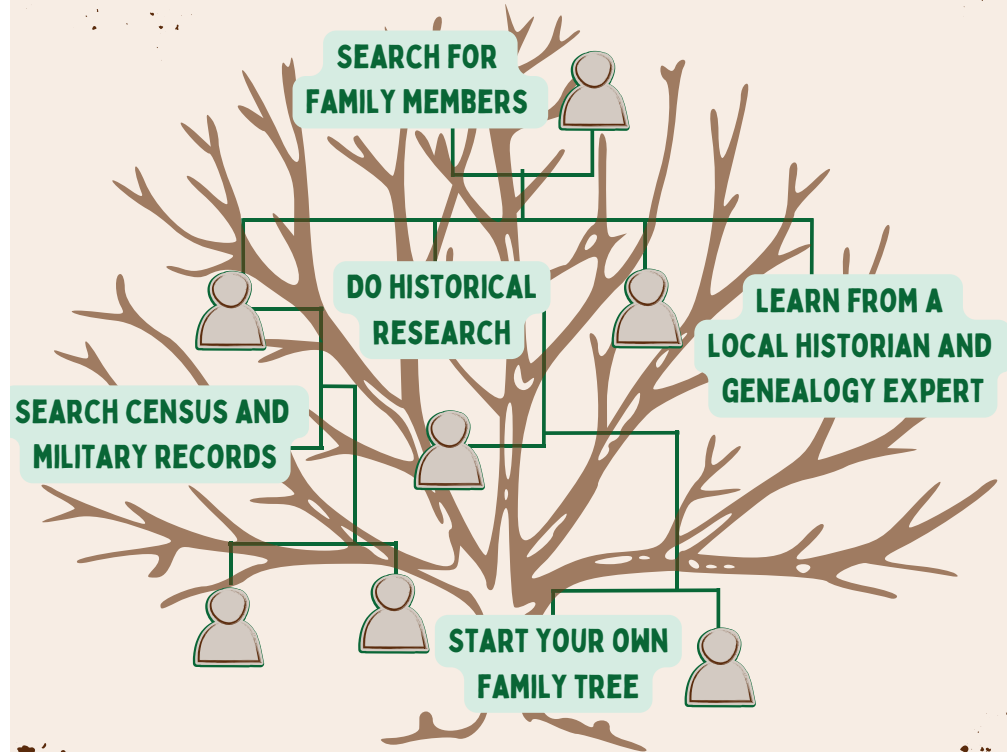 SEARCH FOR
FAMILY MEMBERS
DO HISTORICAL
RESEARCH
LEARN FROM A
LOCAL HISTORIAN AND
GENEALOGY EXPERT
SEARCH CENSUS AND
MILITARY RECORDS
START YOUR OWN
FAMILY TREE